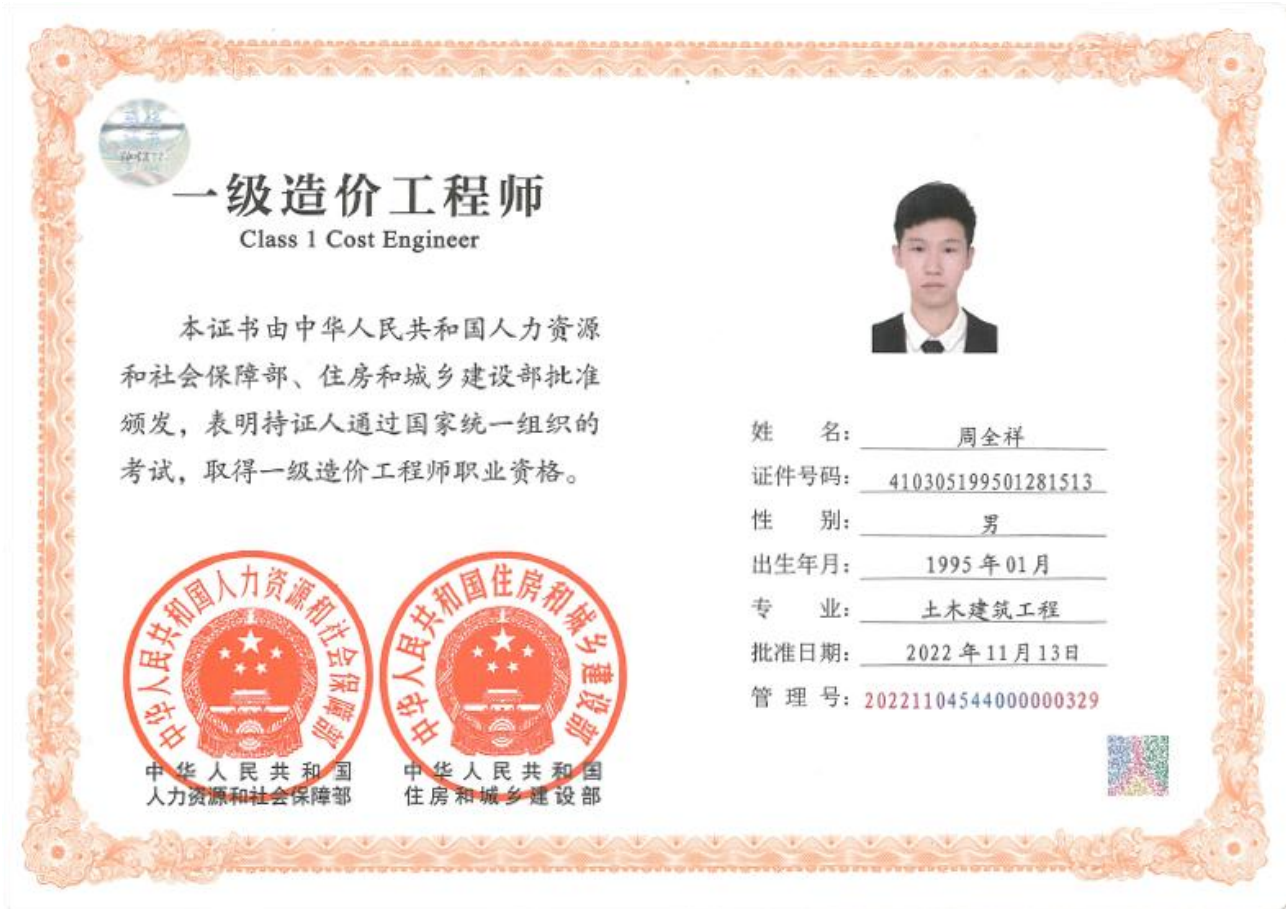 一级造价工程师
Class 1 Cost Engineer
本证书由中华人民共和国人力资源
和社会保障部、住房和城乡建设部批准
颁发，表明持证人通过国家统一组织的
考试，取得一级造价工程师职业资格。
中华人民共和国人力资源和社会保障部
中华人民共和国
人力资源和社会保障部
中华人民共和国住房和城乡建设部
中华人民共和国
住房和城乡建设部
姓 名： 周全祥
证件号码： 410305199501281513
性 别： 男
出生年月： 1995年01月
专 业： 土木建筑工程
批准日期： 2022年11月13日
管 理 号：20221104544000000329